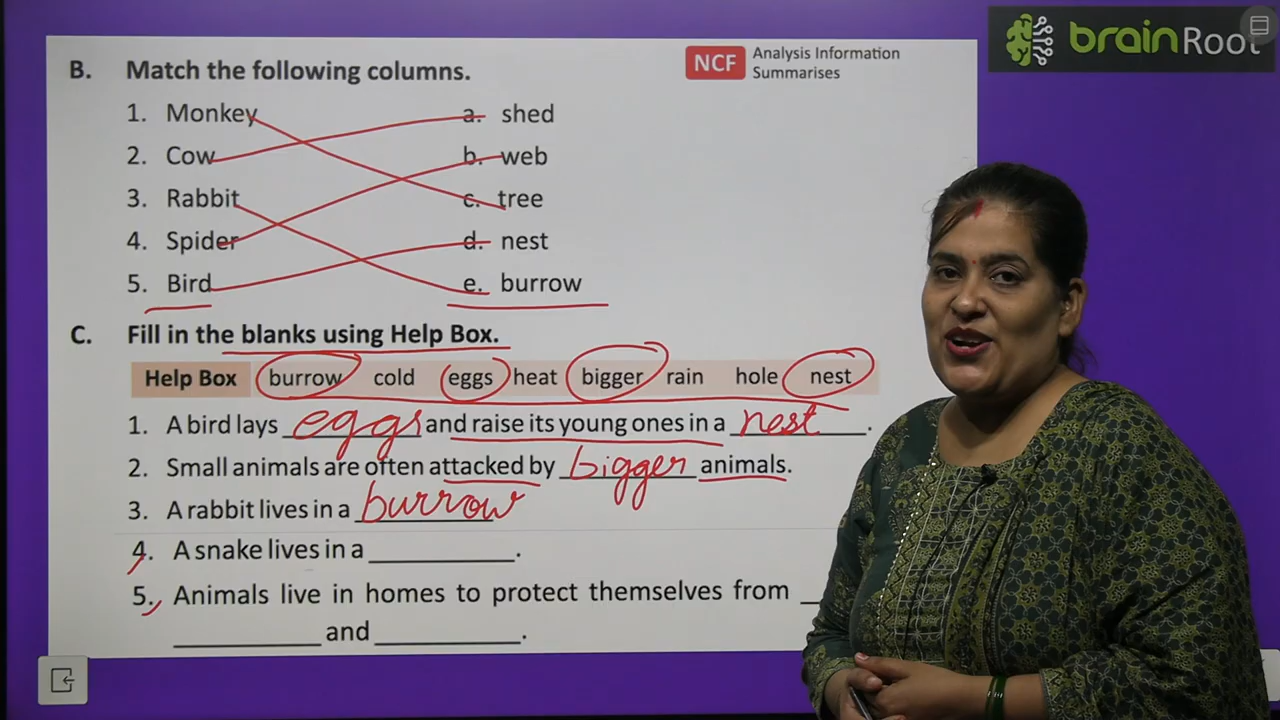 brainRoot
B. Match the following columns.
NCF Analysis Information
Summarises
1. Monkey a. shed
2. Cow b. web
3. Rabbit c. tree
4. Spider d. nest
5. Bird e. burrow
C. Fill in the blanks using Help Box.
Help Box burrow cold eggs heat bigger rain hole nest
1. A bird lays eggs and raise its young ones in a nest.
2. Small animals are often attacked by bigger animals.
3. A rabbit lives in a burrow
4. A snake lives in a ____________.
5. Animals live in homes to protect themselves from __
____________ and ____________.